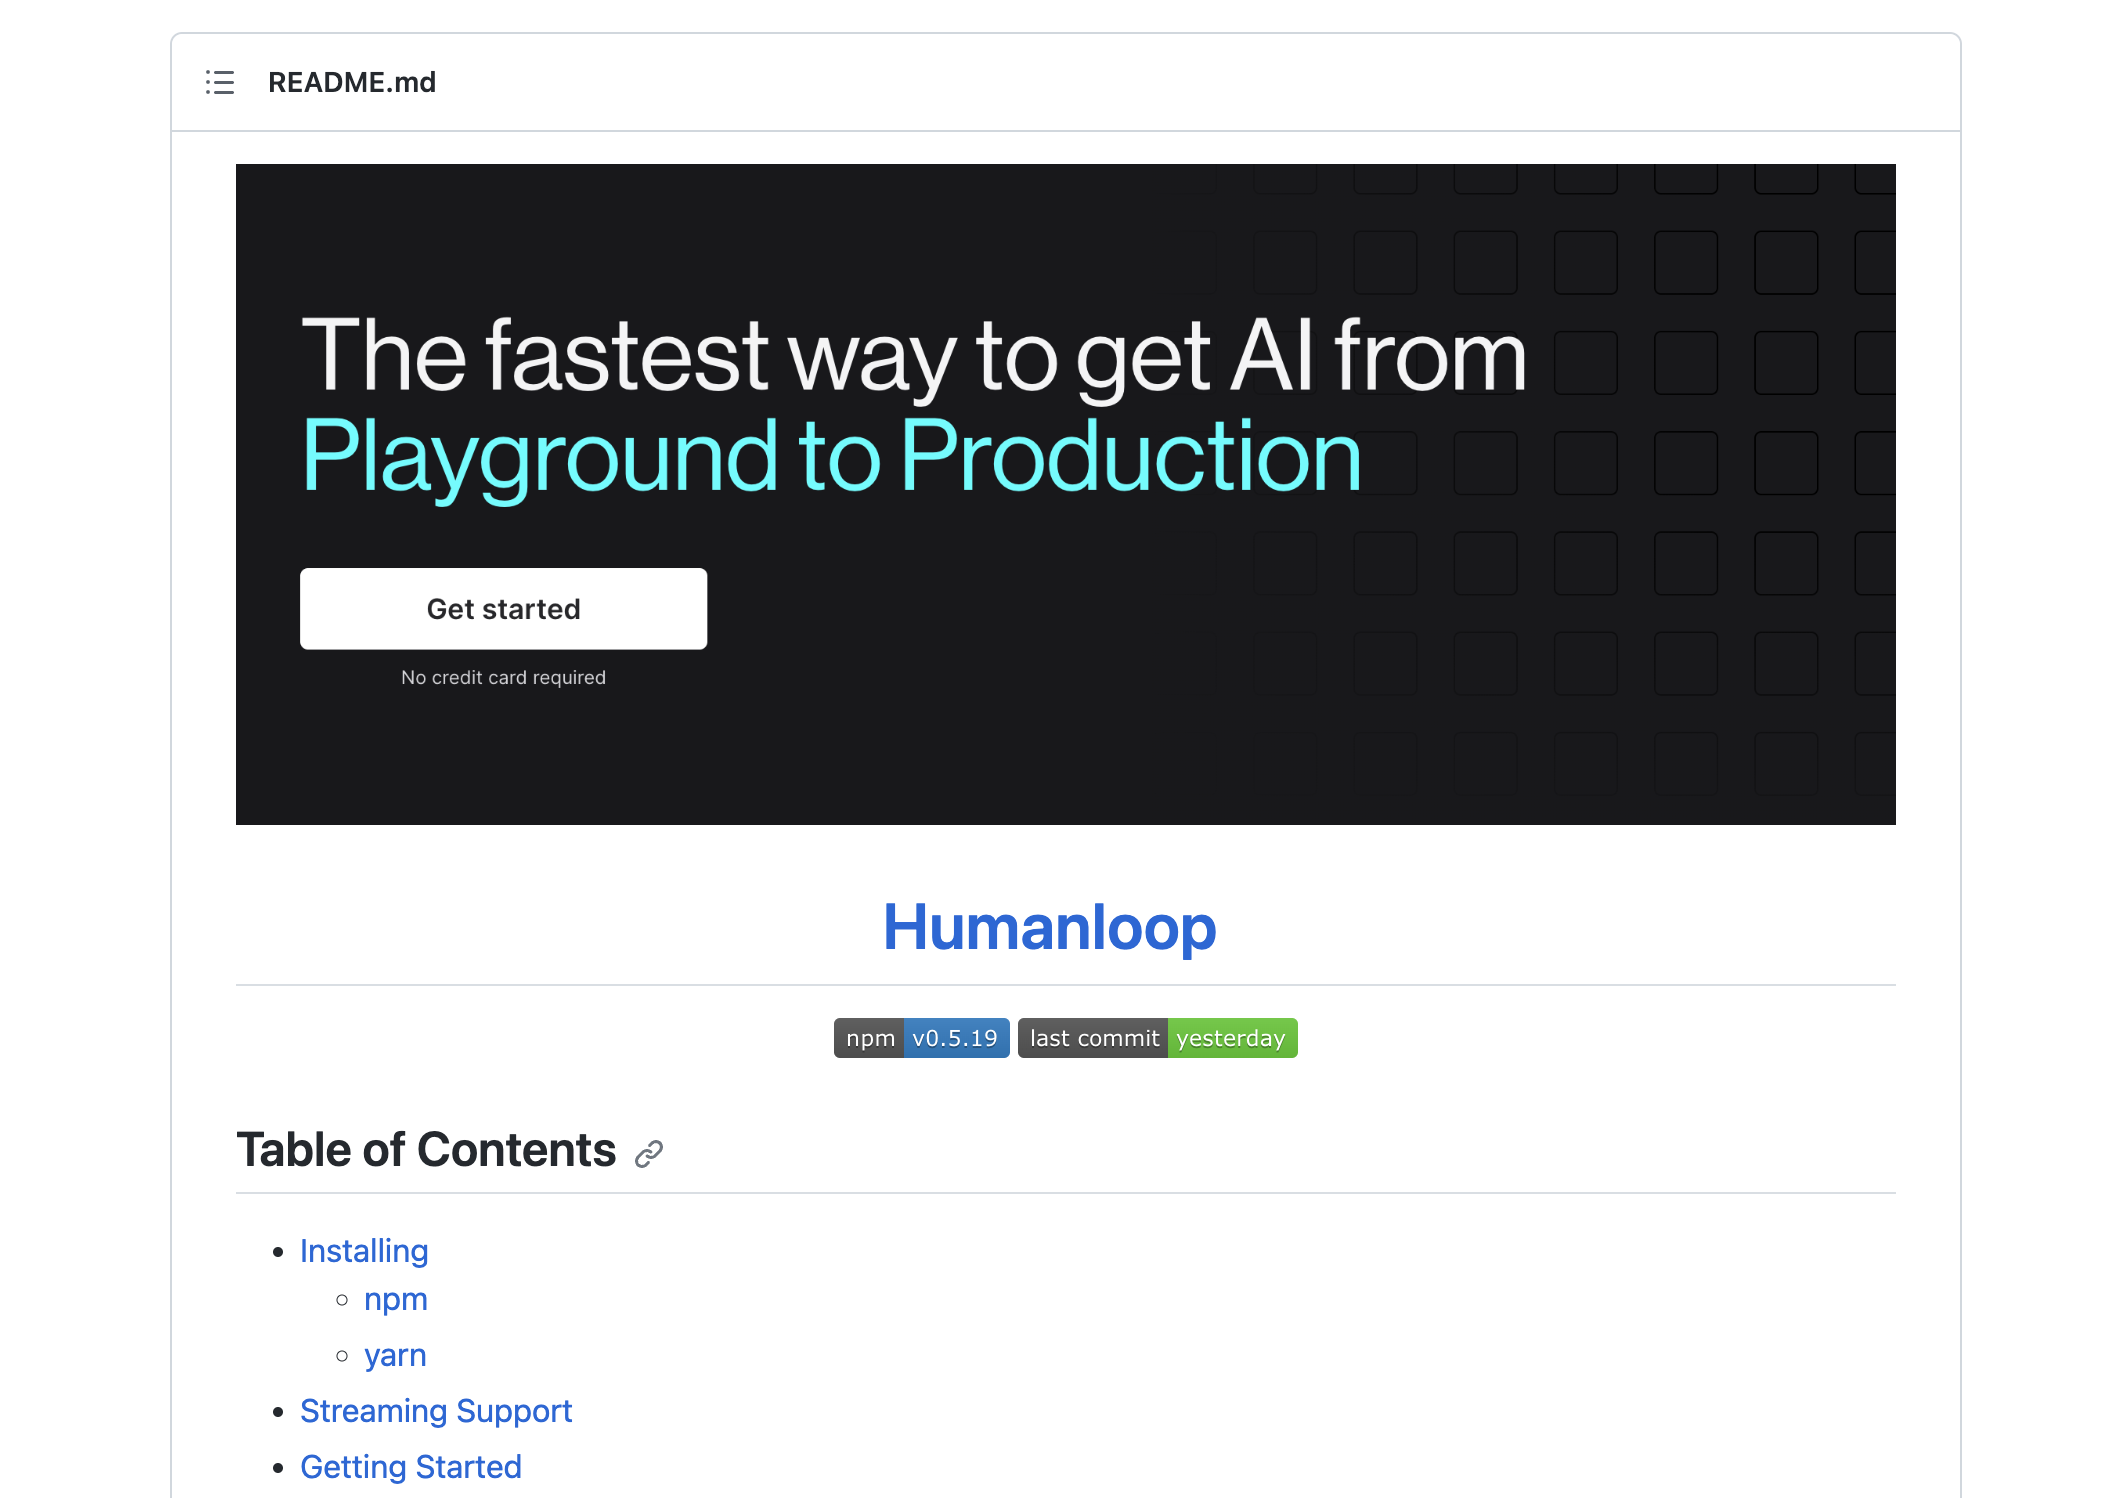 README.md
The fastest way to get AI from
Playground to Production
Get started
No credit card required
Humanloop
npm v0.5.19 last commit yesterday
Table of Contents
Installing
npm
yarn
Streaming Support
Getting Started